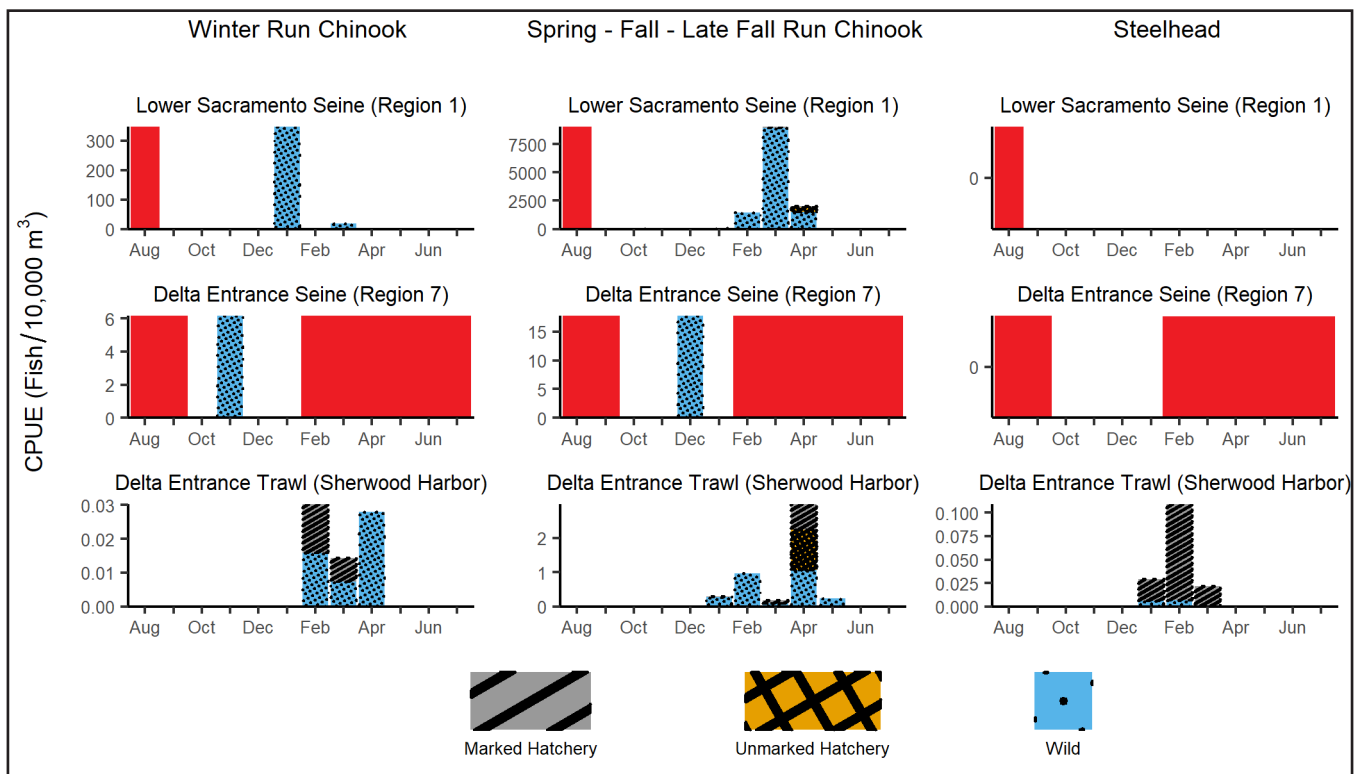 Winter Run Chinook
Spring - Fall - Late Fall Run Chinook
Steelhead
Lower Sacramento Seine (Region 1)
300
200
100
0
Aug Oct Dec Feb Apr Jun
Lower Sacramento Seine (Region 1)
7500
5000
2500
0
Aug Oct Dec Feb Apr Jun
Lower Sacramento Seine (Region 1)
0
Aug Oct Dec Feb Apr Jun
Delta Entrance Seine (Region 7)
6
4
2
0
Aug Oct Dec Feb Apr Jun
Delta Entrance Seine (Region 7)
15
10
5
0
Aug Oct Dec Feb Apr Jun
Delta Entrance Seine (Region 7)
0
Aug Oct Dec Feb Apr Jun
Delta Entrance Trawl (Sherwood Harbor)
0.03
0.02
0.01
0.00
Aug Oct Dec Feb Apr Jun
Delta Entrance Trawl (Sherwood Harbor)
2
1
0
Aug Oct Dec Feb Apr Jun
Delta Entrance Trawl (Sherwood Harbor)
0.100
0.075
0.050
0.025
0.000
Aug Oct Dec Feb Apr Jun
CPUE (Fish/10,000 m³)
Marked Hatchery
Unmarked Hatchery
Wild